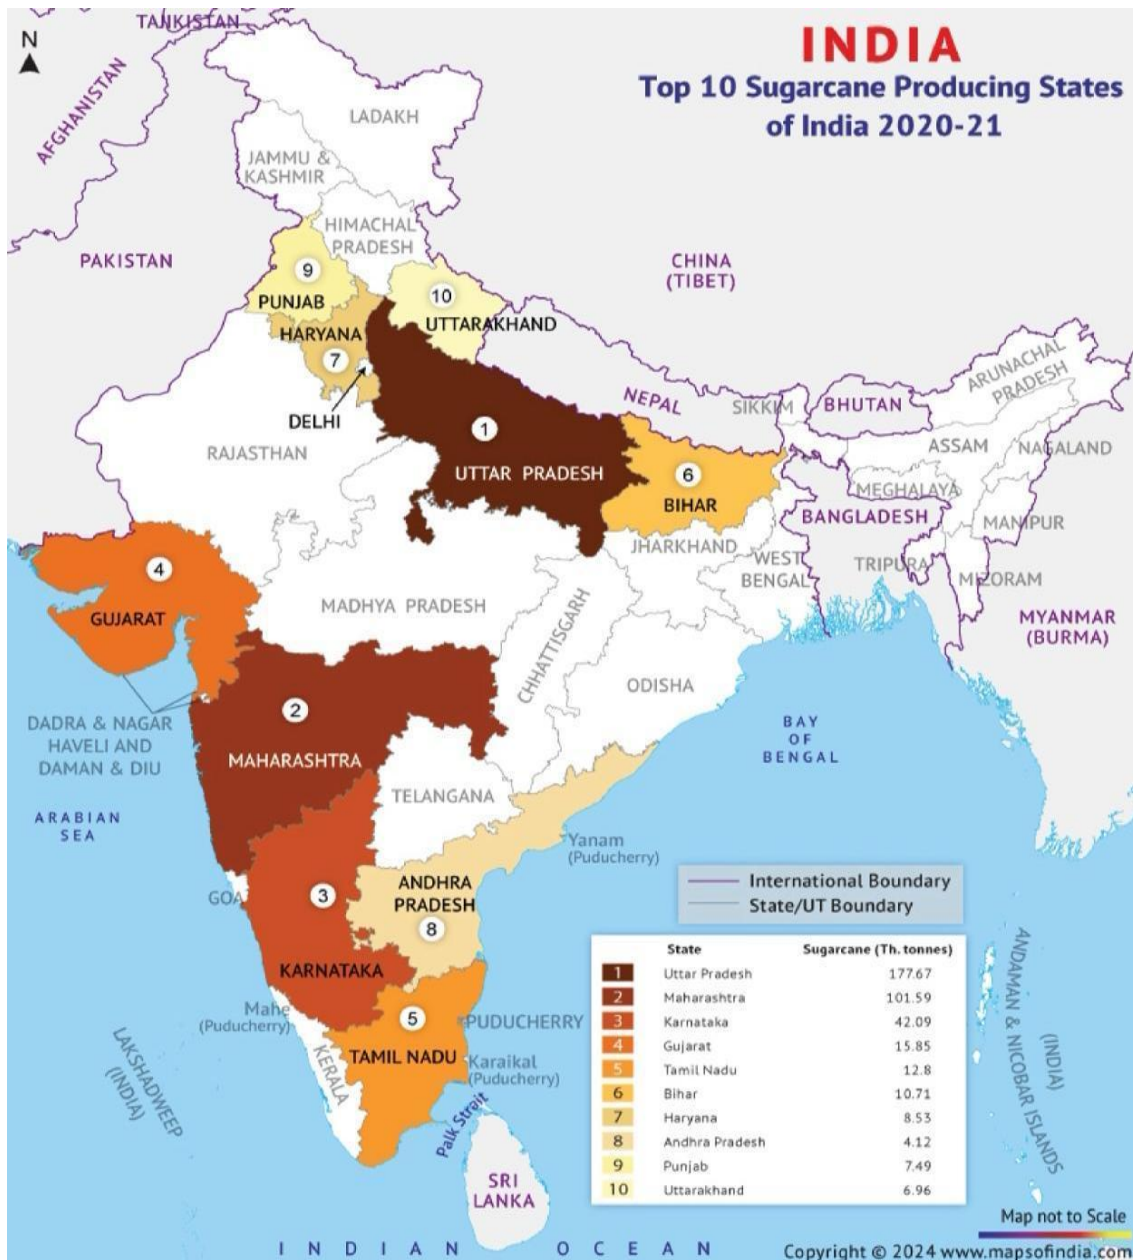 INDIA
Top 10 Sugarcane Producing States
of India 2020-21
N
TANKISTAN
AFGHANISTAN
LADAKH
JAMMU &
KASHMIR
HIMACHAL
PRADESH
PAKISTAN
CHINA
(TIBET)
9
PUNJAB
10
UTTARAKHAND
HARYANA
7
DELHI
NEPAL
SIKKIM
BHUTAN
ARUNACHAL
PRADESH
RAJASTHAN
1
UTTAR PRADESH
6
BIHAR
ASSAM
NAGALAND
MEGHALAYA
BANGLADESH
MANIPUR
JHARKHAND
WEST
BENGAL
TRIPURA
MIZORAM
4
GUJARAT
MADHYA PRADESH
CHHATTISGARH
MYANMAR
(BURMA)
ODISHA
DADRA & NAGAR
HAVELI AND
DAMAN & DIU
2
MAHARASHTRA
BAY
OF
BENGAL
TELANGANA
ARABIAN
SEA
Yanam
(Puducherry)
GOA
3
KARNATAKA
ANDHRA
PRADESH
8
International Boundary
State/UT Boundary
Mahe
(Puducherry)
5
TAMIL NADU
PUDUCHERRY
Karaikal
(Puducherry)
KERALA
LAKSHADWEEP
(INDIA)
Palk Strait
SRI
LANKA
ANDAMAN & NICOBAR ISLANDS
(INDIA)
State Sugarcane (Th. tonnes)
1 Uttar Pradesh 177.67
2 Maharashtra 101.59
3 Karnataka 42.09
4 Gujarat 15.85
5 Tamil Nadu 12.8
6 Bihar 10.71
7 Haryana 8.53
8 Andhra Pradesh 4.12
9 Punjab 7.49
10 Uttarakhand 6.96
Map not to Scale
INDIAN OCEAN
Copyright © 2024 www.mapsofindia.com